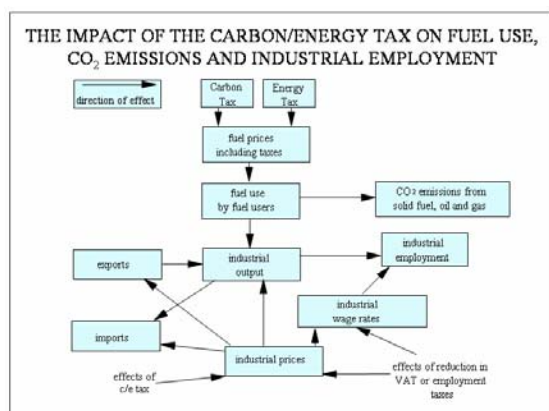 THE IMPACT OF THE CARBON/ENERGY TAX ON FUEL USE,
CO2 EMISSIONS AND INDUSTRIAL EMPLOYMENT
direction of effect
Carbon
Tax
Energy
Tax
fuel prices
including taxes
fuel use
by fuel users
CO2 emissions from
solid fuel, oil and gas
exports
industrial
output
industrial
employment
imports
industrial
wage rates
industrial prices
effects of
c/e tax
effects of reduction in
VAT or employment
taxes